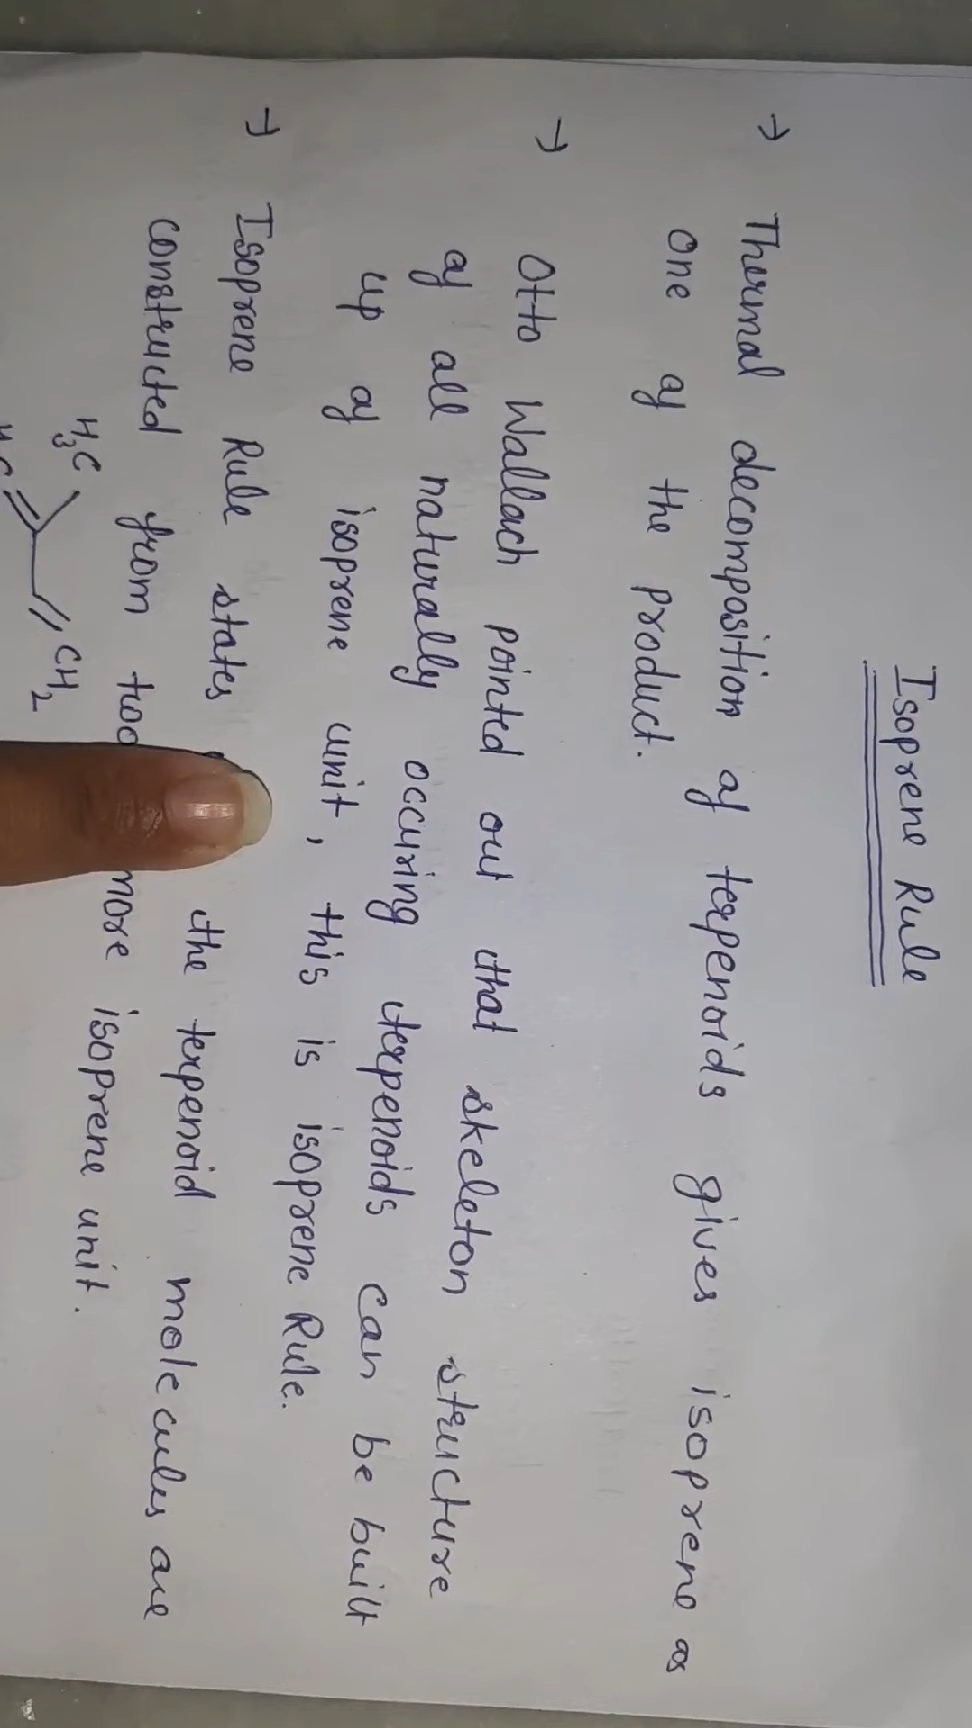 Isoprene Rule
→ Thermal decomposition of terpenoids gives isoprene as
one of the product.
→ Otto Wallach pointed out that skeleton structure
of all naturally occuring terpenoids can be built
up of isoprene unit, this is isoprene Rule.
→ Isoprene Rule states the terpenoid molecules are
constructed from two more isoprene unit.
H3C
CH2